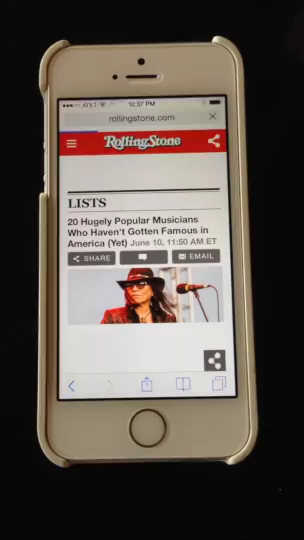 AT&T 10:37 PM
rollingstone.com
RollingStone
LISTS
20 Hugely Popular Musicians
Who Haven't Gotten Famous in
America (Yet) June 10, 11:50 AM ET
SHARE EMAIL